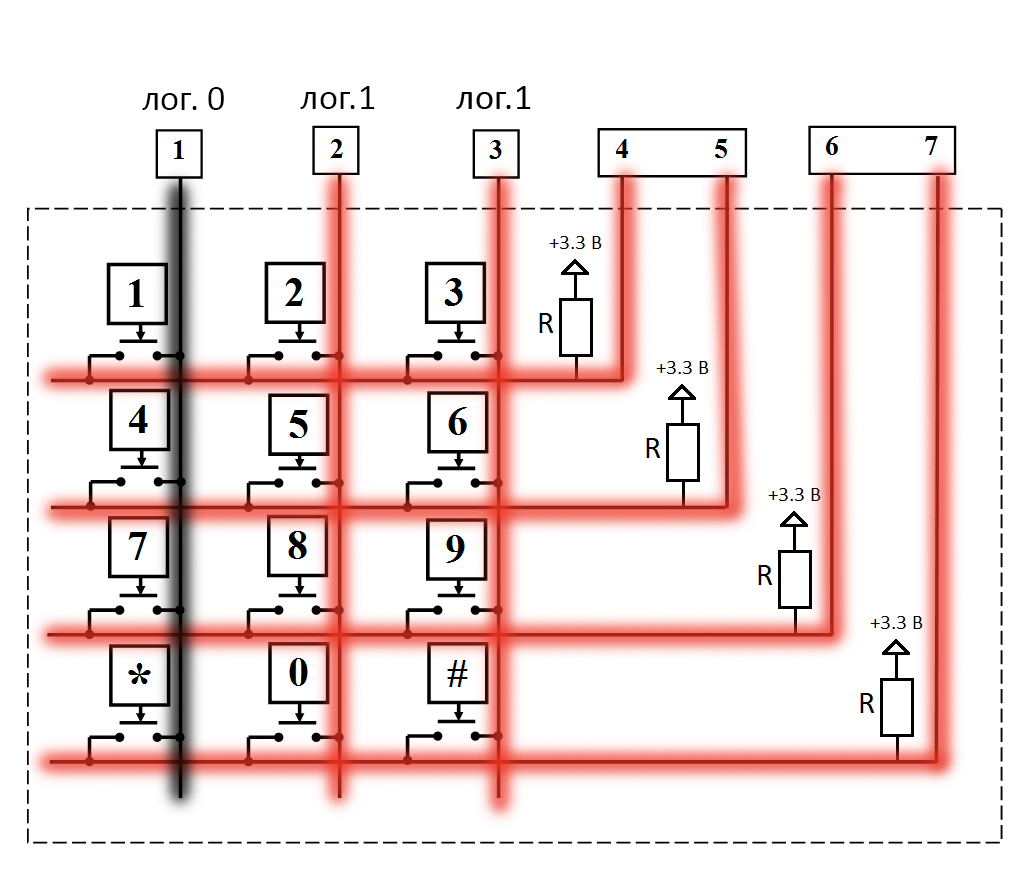 лог. 0 лог.1 лог.1
1 2 3 4 5 6 7
+3.3 В
1 2 3 R
+3.3 В
4 5 6 R
+3.3 В
7 8 9 R
+3.3 В
* 0 # R